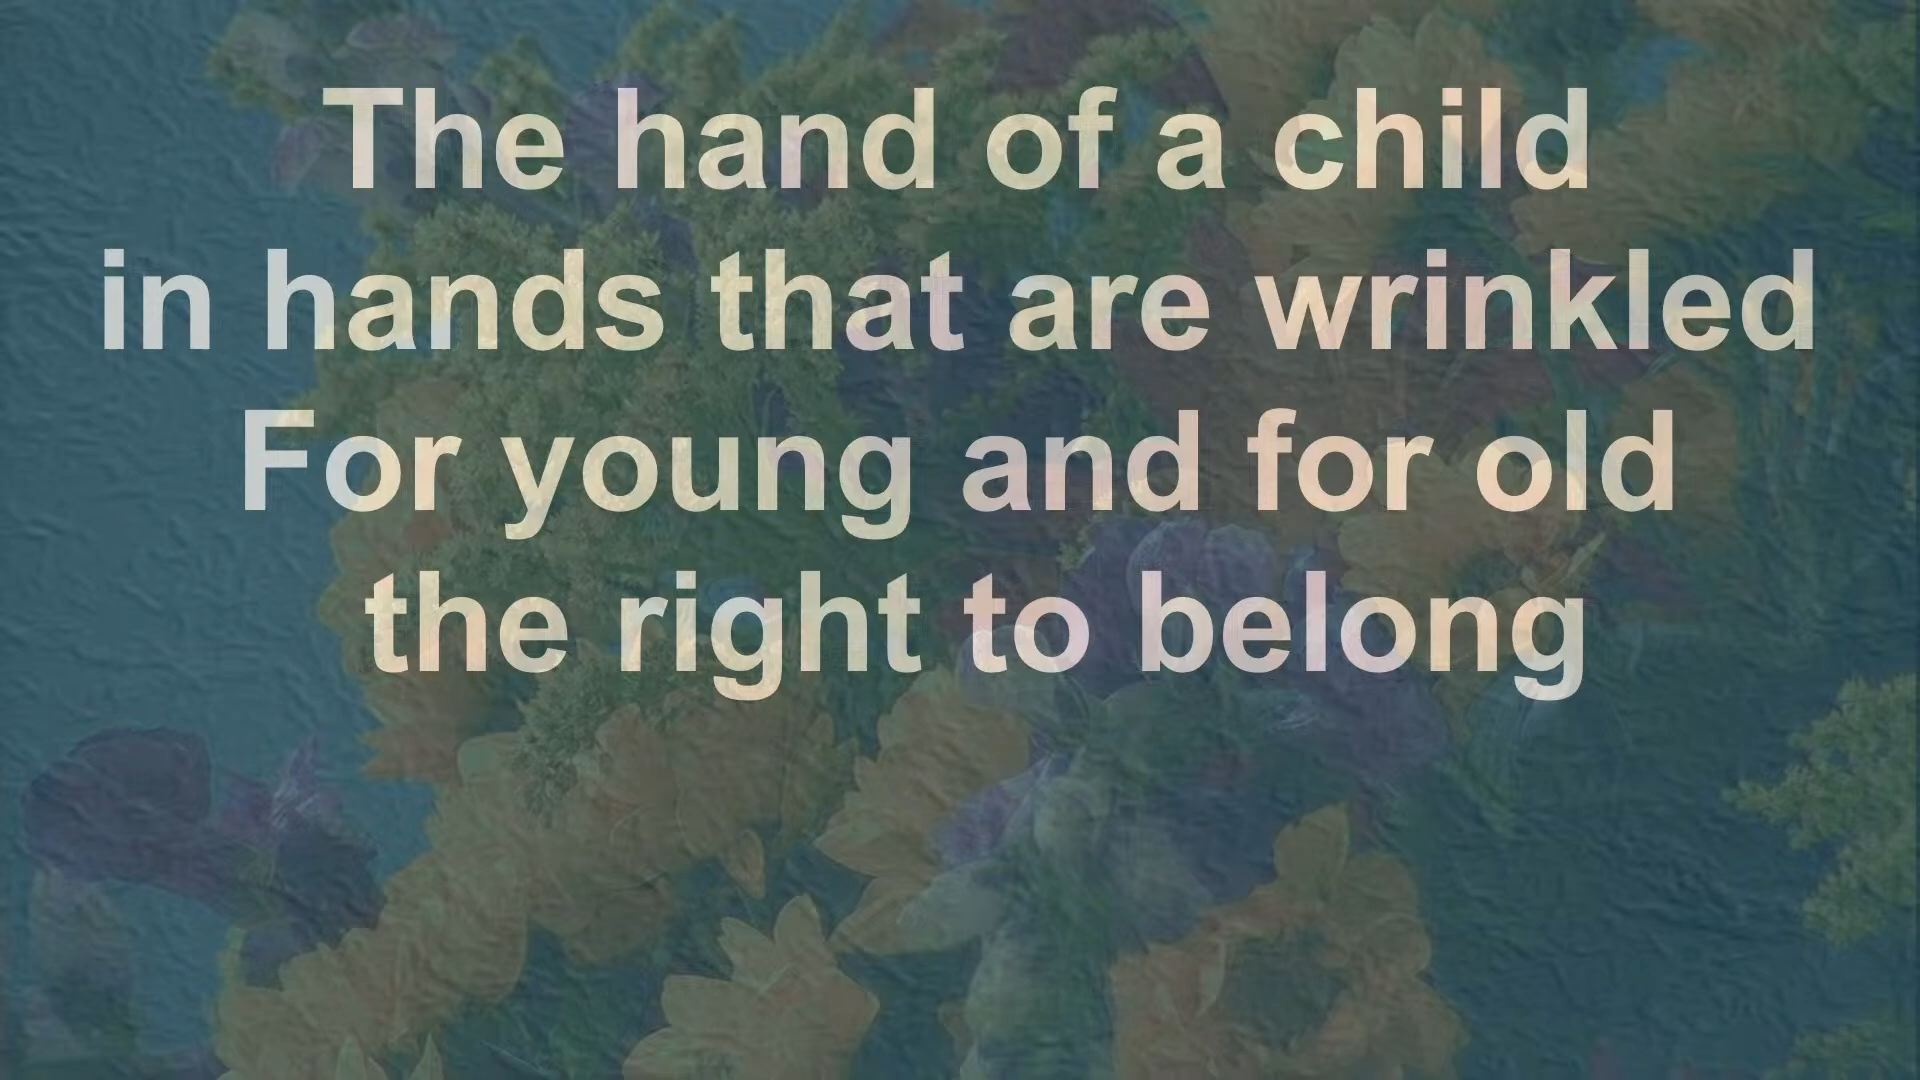 The hand of a child
in hands that are wrinkled
For young and for old
the right to belong